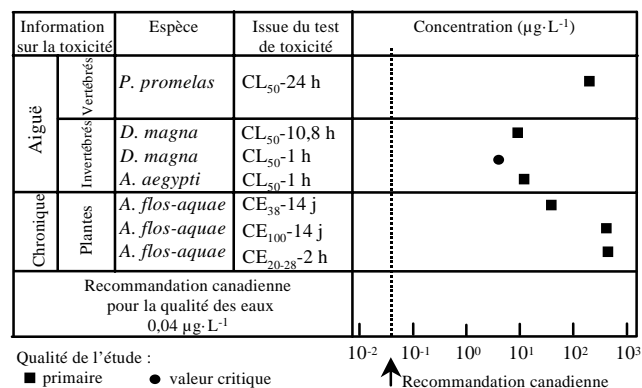 Information sur la toxicité
Espèce
Issue du test de toxicité
Concentration (µg·L-1)
Aiguë
Vertébrés
P. promelas
CL50-24 h
Invertébrés
D. magna
CL50-10,8 h
D. magna
CL50-1 h
A. aegypti
CL50-1 h
Chronique
Plantes
A. flos-aquae
CE38-14 j
A. flos-aquae
CE100-14 j
A. flos-aquae
CE20-28-2 h
Recommandation canadienne
pour la qualité des eaux
0,04 µg·L-1
10-2 10-1 100 101 102 103
Qualité de l'étude :
primaire
valeur critique
Recommandation canadienne